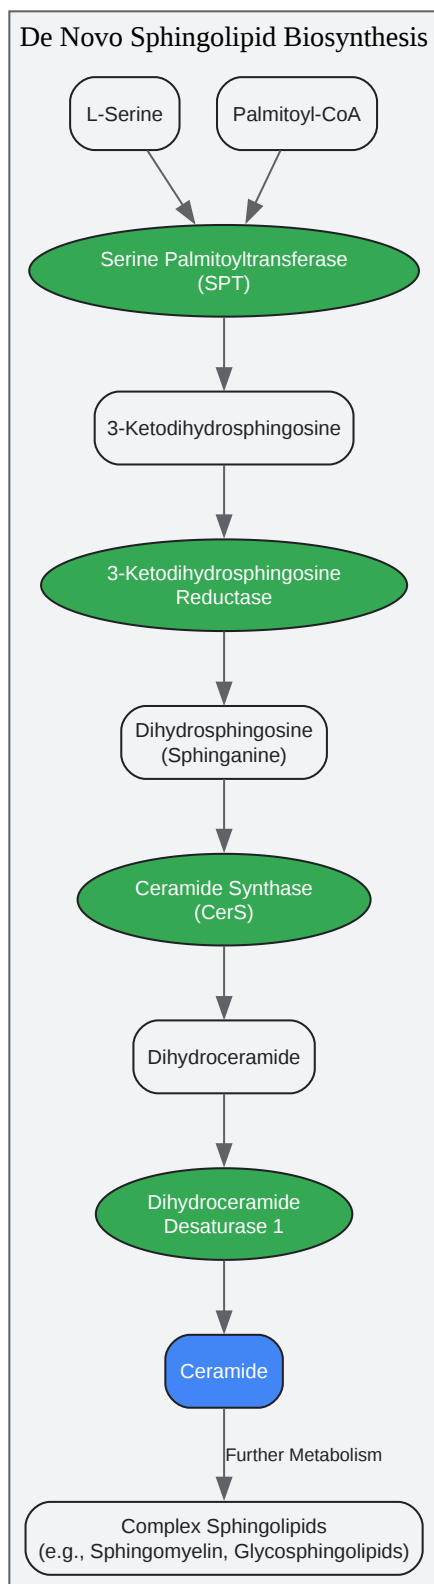 De Novo Sphingolipid Biosynthesis
L-Serine
Palmitoyl-CoA
Serine Palmitoyltransferase
(SPT)
3-Ketodihydrosphingosine
3-Ketodihydrosphingosine
Reductase
Dihydrosphingosine
(Sphinganine)
Ceramide Synthase
(CerS)
Dihydroceramide
Dihydroceramide
Desaturase 1
Ceramide
Further Metabolism
Complex Sphingolipids
(e.g., Sphingomyelin, Glycosphingolipids)